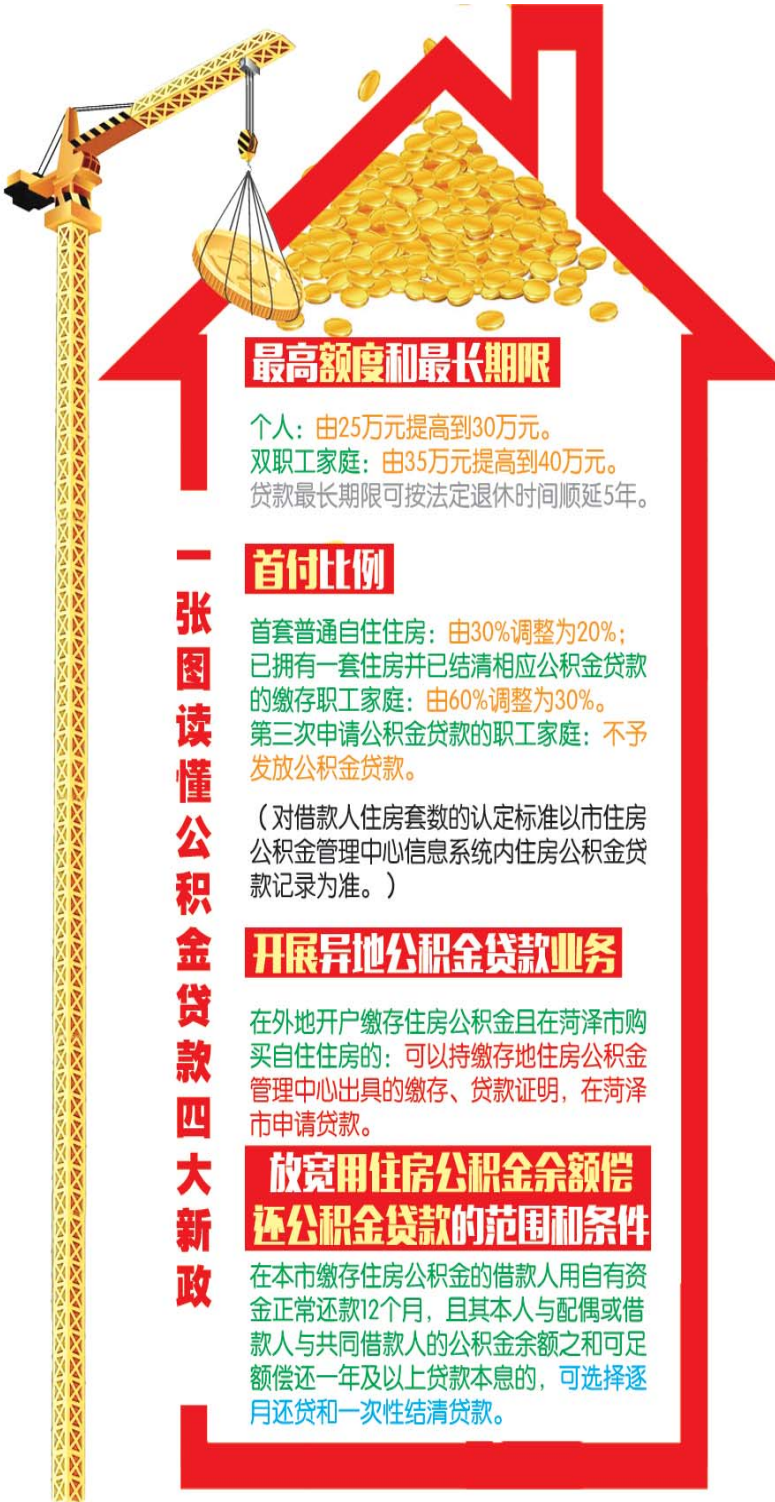 一张图读懂公积金贷款四大新政
最高额度和最长期限
个人：由25万元提高到30万元。
双职工家庭：由35万元提高到40万元。
贷款最长期限可按法定退休时间顺延5年。
首付比例
首套普通自住住房：由30%调整为20%；
已拥有一套住房并已结清相应公积金贷款
的缴存职工家庭：由60%调整为30%。
第三次申请公积金贷款的职工家庭：不予
发放公积金贷款。
（对借款人住房套数的认定标准以市住房
公积金管理中心信息系统内住房公积金贷
款记录为准。）
开展异地公积金贷款业务
在外地开户缴存住房公积金且在菏泽市购
买自住住房的：可以持缴存地住房公积金
管理中心出具的缴存、贷款证明，在菏泽
市申请贷款。
放宽用住房公积金余额偿
还公积金贷款的范围和条件
在本市缴存住房公积金的借款人用自有资
金正常还款12个月，且其本人与配偶或借
款人与共同借款人的公积金余额之和可足
额偿还一年及以上贷款本息的，可选择逐
月还贷和一次性结清贷款。